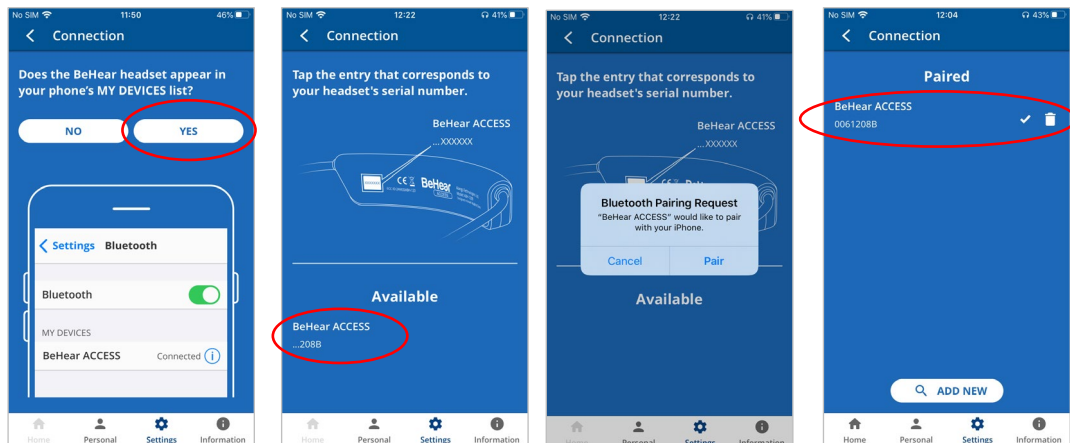 No SIM 11:50 46%
Connection
Does the BeHear headset appear in
your phone's MY DEVICES list?
NO YES
Settings Bluetooth
Bluetooth
MY DEVICES
BeHear ACCESS Connected i
Home Personal Settings Information
No SIM 12:22 41%
Connection
Tap the entry that corresponds to
your headset's serial number.
BeHear ACCESS
...XXXXXX
BeHear
Available
BeHear ACCESS
...208B
Home Personal Settings Information
No SIM 12:22 41%
Connection
Tap the entry that corresponds to
your headset's serial number.
BeHear ACCESS
...XXXXXX
Bluetooth Pairing Request
"BeHear ACCESS" would like to pair
with your iPhone.
Cancel Pair
Available
Home Personal Settings Information
No SIM 12:04 43%
Connection
Paired
BeHear ACCESS
0061208B
ADD NEW
Home Personal Settings Information